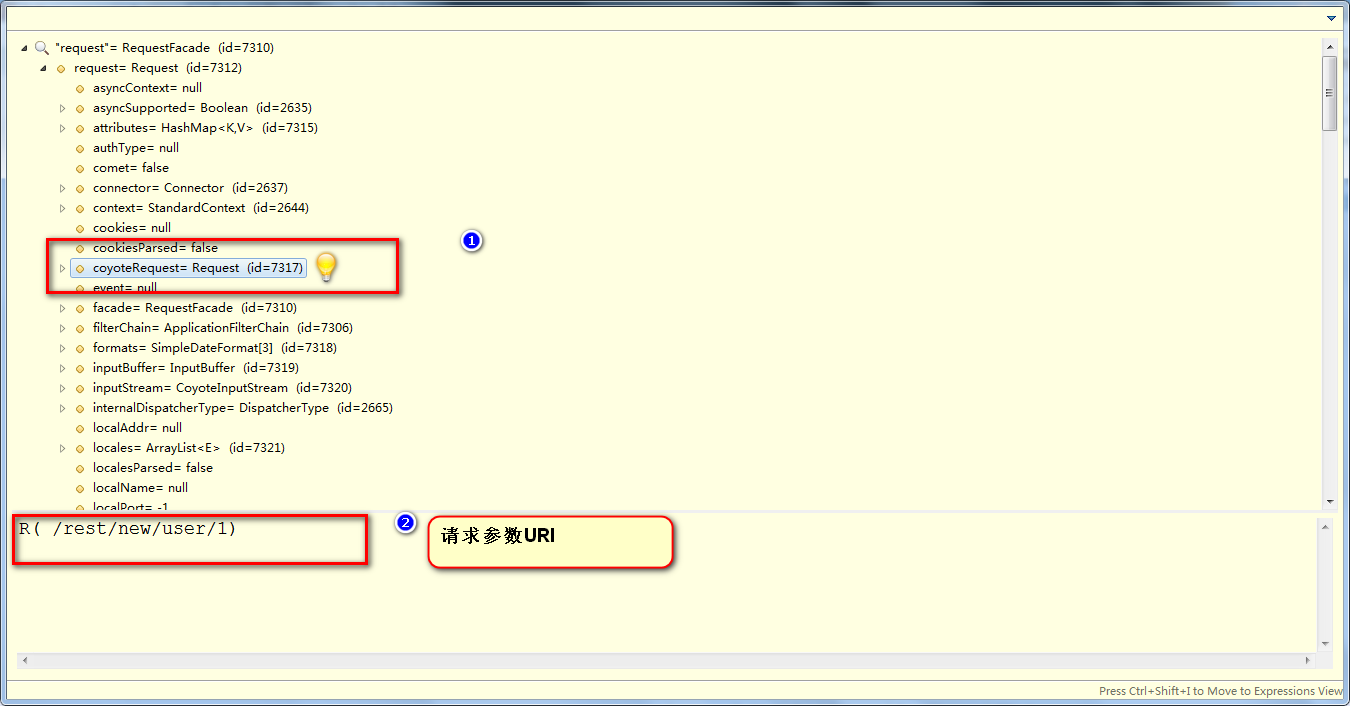 "request"= RequestFacade (id=7310)
request= Request (id=7312)
asyncContext= null
asyncSupported= Boolean (id=2635)
attributes= HashMap<K,V> (id=7315)
authType= null
comet= false
connector= Connector (id=2637)
context= StandardContext (id=2644)
cookies= null
cookiesParsed= false
1
coyoteRequest= Request (id=7317)
event= null
facade= RequestFacade (id=7310)
filterChain= ApplicationFilterChain (id=7306)
formats= SimpleDateFormat[3] (id=7318)
inputBuffer= InputBuffer (id=7319)
inputStream= CoyoteInputStream (id=7320)
internalDispatcherType= DispatcherType (id=2665)
localAddr= null
locales= ArrayList<E> (id=7321)
localesParsed= false
localName= null
localPort= -1
R( /rest/new/user/1)
2
请求参数URI
Press Ctrl+Shift+I to Move to Expressions View